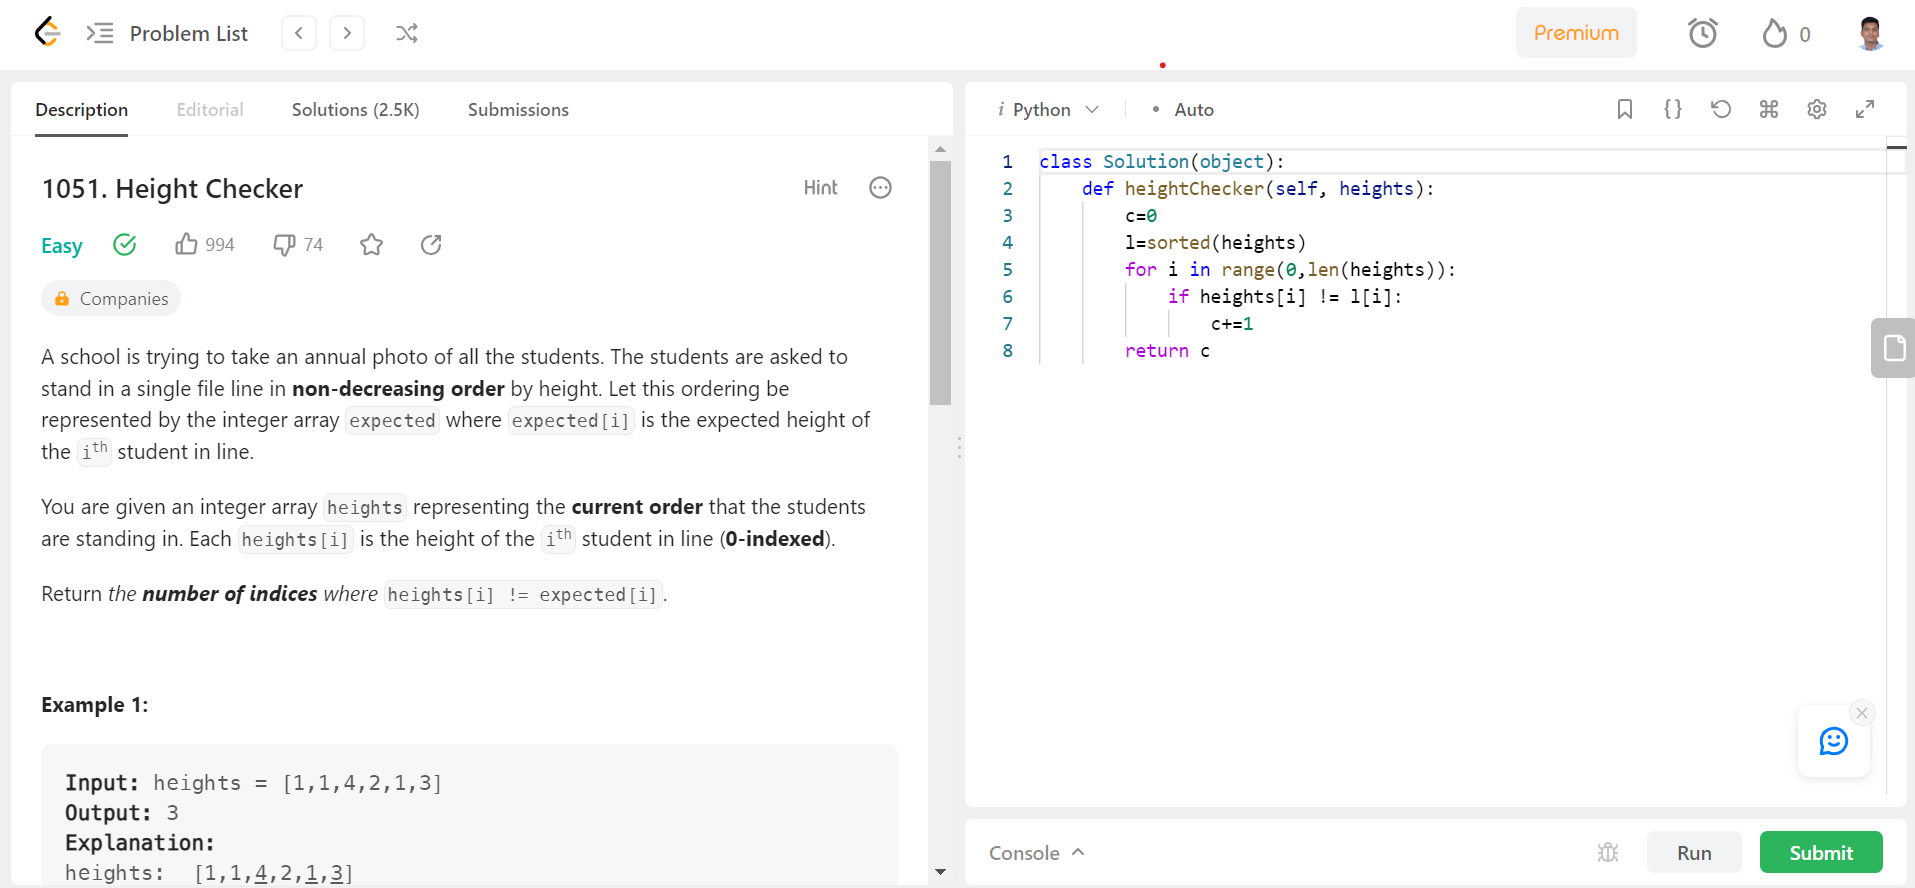 Problem List
Premium
0
Description Editorial Solutions (2.5K) Submissions
1051. Height Checker
Hint
Easy 994 74
Companies
A school is trying to take an annual photo of all the students. The students are asked to
stand in a single file line in non-decreasing order by height. Let this ordering be
represented by the integer array expected where expected[i] is the expected height of
the ith student in line.
You are given an integer array heights representing the current order that the students
are standing in. Each heights[i] is the height of the ith student in line (0-indexed).
Return the number of indices where heights[i] != expected[i].
Example 1:
Input: heights = [1,1,4,2,1,3]
Output: 3
Explanation:
heights:  [1,1,4,2,1,3]
i Python • Auto
1 class Solution(object):
2     def heightChecker(self, heights):
3         c=0
4         l=sorted(heights)
5         for i in range(0,len(heights)):
6             if heights[i] != l[i]:
7                 c+=1
8         return c
Console
Run
Submit